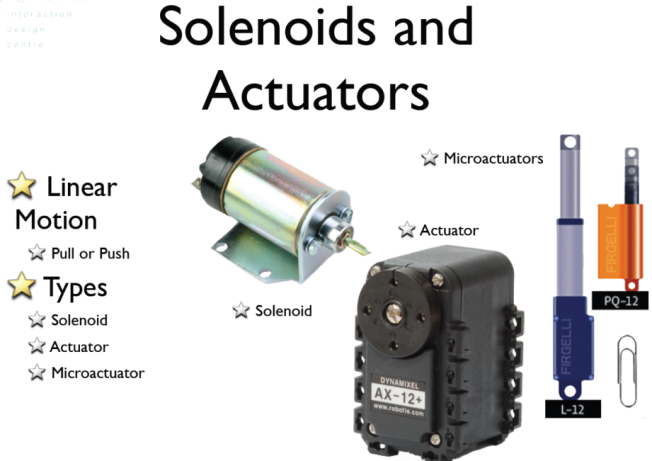 interaction
design
centre
Solenoids and
Actuators
Linear
Motion
Pull or Push
Types
Solenoid
Actuator
Microactuator
Solenoid
Microactuators
Actuator
DYNAMIXEL
AX-12+
www.robotis.com
FIRGELLI
L-12
FIRGELLI
PQ-12